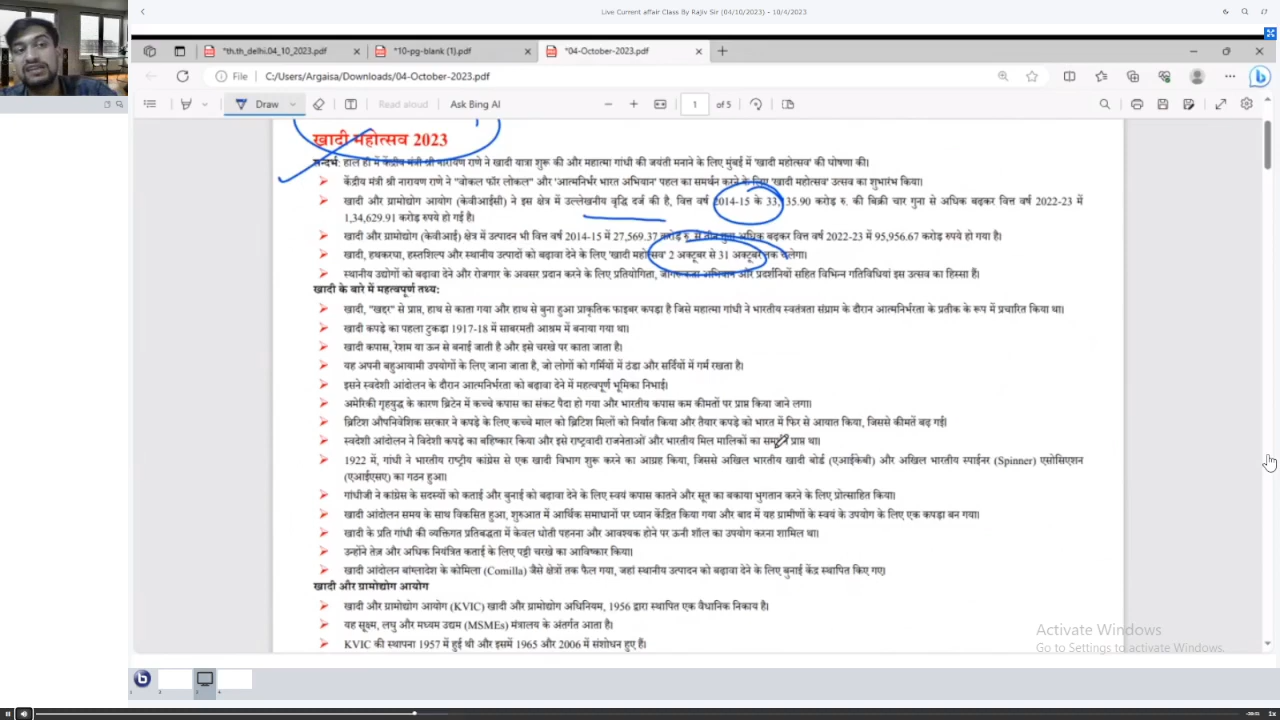 Live Current affair Class By Rajiv Sir (04/10/2023) - 10/4/2023
*th.th_delhi.04_10_2023.pdf
*10-pg-blank (1).pdf
*04-October-2023.pdf
File C:/Users/Argaisa/Downloads/04-October-2023.pdf
Draw Read aloud Ask Bing AI 1 of 5
खादी महोत्सव 2023
सन्दर्भ: हाल ही में केंद्रीय मंत्री श्री नारायण राणे ने खादी यात्रा शुरू की और महात्मा गांधी की जयंती मनाने के लिए मुंबई में 'खादी महोत्सव' की घोषणा की।
केंद्रीय मंत्री श्री नारायण राणे ने "वोकल फॉर लोकल" और 'आत्मनिर्भर भारत अभियान' पहल का समर्थन करने के लिए 'खादी महोत्सव' उत्सव का शुभारंभ किया।
खादी और ग्रामोद्योग आयोग (केवीआईसी) ने इस क्षेत्र में उल्लेखनीय वृद्धि दर्ज की है, वित्त वर्ष 2014-15 के 33, 35.90 करोड़ रु. की बिक्री चार गुना से अधिक बढ़कर वित्त वर्ष 2022-23 में
1,34,629.91 करोड़ रुपये हो गई है।
खादी और ग्रामोद्योग (केवीआई) क्षेत्र में उत्पादन भी वित्त वर्ष 2014-15 में 27,569.37 करोड़ रु. से तीन गुना अधिक बढ़कर वित्त वर्ष 2022-23 में 95,956.67 करोड़ रुपये हो गया है।
खादी, हथकरघा, हस्तशिल्प और स्थानीय उत्पादों को बढ़ावा देने के लिए 'खादी महोत्सव' 2 अक्टूबर से 31 अक्टूबर तक चलेगा।
स्थानीय उद्योगों को बढ़ावा देने और रोजगार के अवसर प्रदान करने के लिए प्रतियोगिता, जागरूकता अभियान और प्रदर्शनियों सहित विभिन्न गतिविधियां इस उत्सव का हिस्सा हैं।
खादी के बारे में महत्वपूर्ण तथ्य:
खादी, "खद्दर" से प्राप्त, हाथ से काता गया और हाथ से बुना हुआ प्राकृतिक फाइबर कपड़ा है जिसे महात्मा गांधी ने भारतीय स्वतंत्रता संग्राम के दौरान आत्मनिर्भरता के प्रतीक के रूप में प्रचारित किया था।
खादी कपड़े का पहला टुकड़ा 1917-18 में साबरमती आश्रम में बनाया गया था।
खादी कपास, रेशम या ऊन से बनाई जाती है और इसे चरखे पर काता जाता है।
यह अपनी बहुआयामी उपयोगों के लिए जाना जाता है, जो लोगों को गर्मियों में ठंडा और सर्दियों में गर्म रखता है।
इसने स्वदेशी आंदोलन के दौरान आत्मनिर्भरता को बढ़ावा देने में महत्वपूर्ण भूमिका निभाई।
अमेरिकी गृहयुद्ध के कारण ब्रिटेन में कच्चे कपास का संकट पैदा हो गया और भारतीय कपास कम कीमतों पर प्राप्त किया जाने लगा।
ब्रिटिश औपनिवेशिक सरकार ने कपड़े के लिए कच्चे माल को ब्रिटिश मिलों को निर्यात किया और तैयार कपड़े को भारत में फिर से आयात किया, जिससे कीमतें बढ़ गईं।
स्वदेशी आंदोलन ने विदेशी कपड़े का बहिष्कार किया और इसे राष्ट्रवादी राजनेताओं और भारतीय मिल मालिकों का समर्थन प्राप्त था।
1922 में, गांधी ने भारतीय राष्ट्रीय कांग्रेस से एक खादी विभाग शुरू करने का आग्रह किया, जिससे अखिल भारतीय खादी बोर्ड (एआईकेबी) और अखिल भारतीय स्पाईनर (Spinner) एसोसिएशन
(एआईएसए) का गठन हुआ।
गांधीजी ने कांग्रेस के सदस्यों को कताई और बुनाई को बढ़ावा देने के लिए स्वयं कपास कातने और सूत का बकाया भुगतान करने के लिए प्रोत्साहित किया।
खादी आंदोलन समय के साथ विकसित हुआ, शुरुआत में आर्थिक समाधानों पर ध्यान केंद्रित किया गया और बाद में यह ग्रामीणों के स्वयं के उपयोग के लिए एक कपड़ा बन गया।
खादी के प्रति गांधी की व्यक्तिगत प्रतिबद्धता में केवल धोती पहनना और आवश्यक होने पर ऊनी शॉल का उपयोग करना शामिल था।
उन्होंने तेज़ और अधिक नियंत्रित कताई के लिए पट्टी चरखे का आविष्कार किया।
खादी आंदोलन बांग्लादेश के कोमिला (Comilla) जैसे क्षेत्रों तक फैल गया, जहां स्थानीय उत्पादन को बढ़ावा देने के लिए बुनाई केंद्र स्थापित किए गए।
खादी और ग्रामोद्योग आयोग
खादी और ग्रामोद्योग आयोग (KVIC) खादी और ग्रामोद्योग अधिनियम, 1956 द्वारा स्थापित एक वैधानिक निकाय है।
यह सूक्ष्म, लघु और मध्यम उद्यम (MSMEs) मंत्रालय के अंतर्गत आता है।
KVIC की स्थापना 1957 में हुई थी और इसमें 1965 और 2006 में संशोधन हुए हैं।
Activate Windows
Go to Settings to activate Windows.